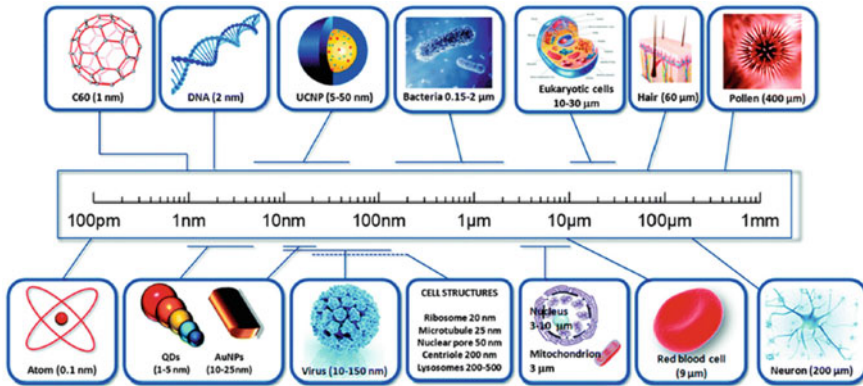 C60 (1 nm)
DNA (2 nm)
UCNP (5-50 nm)
Bacteria 0.15-2 μm
Eukaryotic cells
10-30 μm
Hair (60 μm)
Pollen (400 μm)
100pm
1nm
10nm
100nm
1μm
10μm
100μm
1mm
Atom (0.1 nm)
QDs
(1-5 nm)
AuNPs
(10-25nm)
Virus (10-150 nm)
CELL STRUCTURES
Ribosome 20 nm
Microtubule 25 nm
Nuclear pore 50 nm
Centriole 200 nm
Lysosomes 200-500
Nucleus
3-10 μm
Mitochondrion
3 μm
Red blood cell
(9 μm)
Neuron (200 μm)